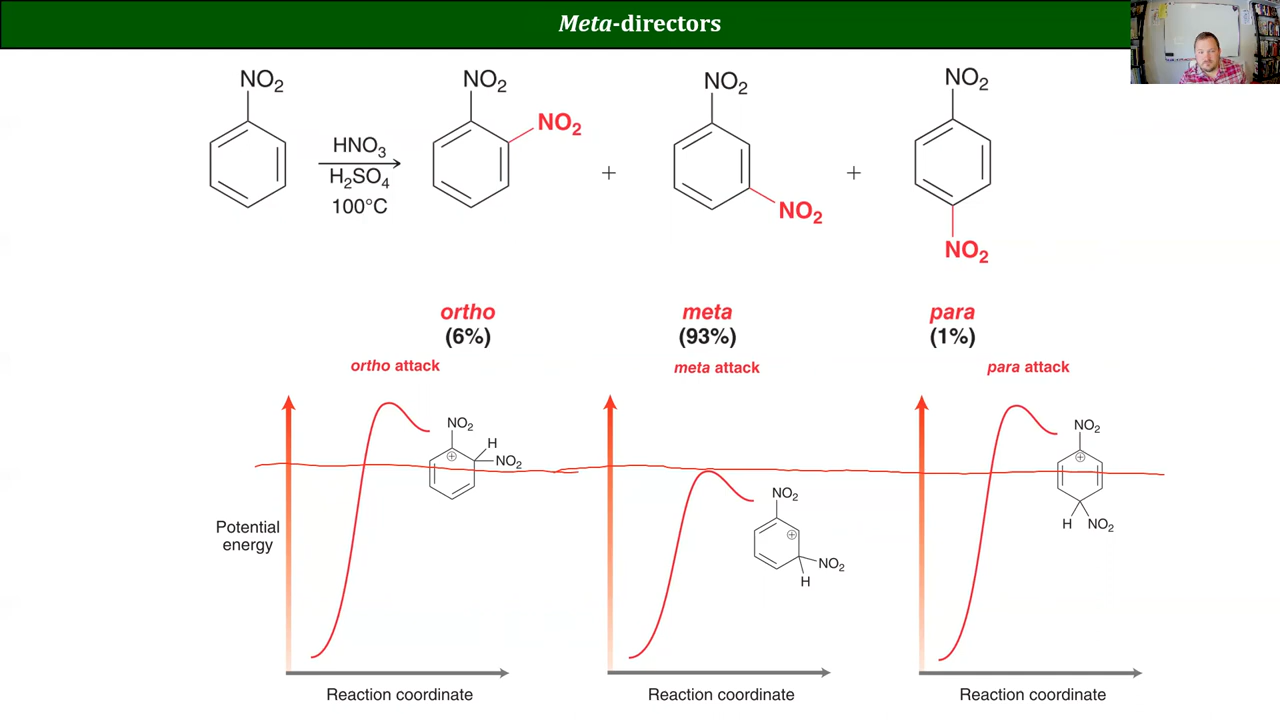 Meta-directors
NO2
HNO3
H2SO4
100°C
NO2
NO2
+
NO2
NO2
+
NO2
NO2
ortho
(6%)
meta
(93%)
para
(1%)
ortho attack
meta attack
para attack
Potential
energy
NO2
H
NO2
⊕
NO2
⊕
NO2
H
NO2
⊕
H
NO2
Reaction coordinate
Reaction coordinate
Reaction coordinate